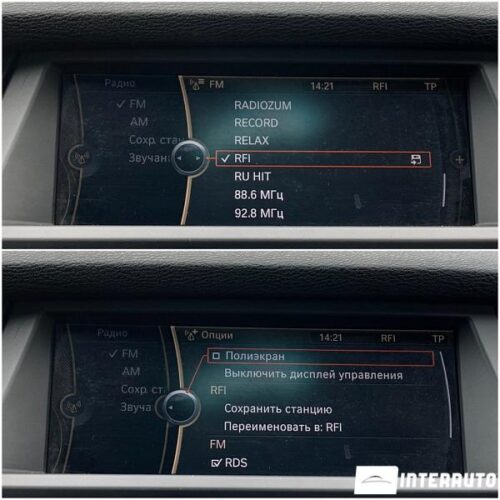 Радио
FM
14:21
RFI
TP
✓ FM
AM
Сохр. стан
Звучан
RADIOZUM
RECORD
RELAX
✓ RFI
RU HIT
88.6 МГц
92.8 МГц
Радио
Опции
14:21
RFI
TP
✓ FM
AM
Сохр. ст
Звуча
Полиэкран
Выключить дисплей управления
RFI
Сохранить станцию
Переименовать в: RFI
FM
RDS
INTERAUTO